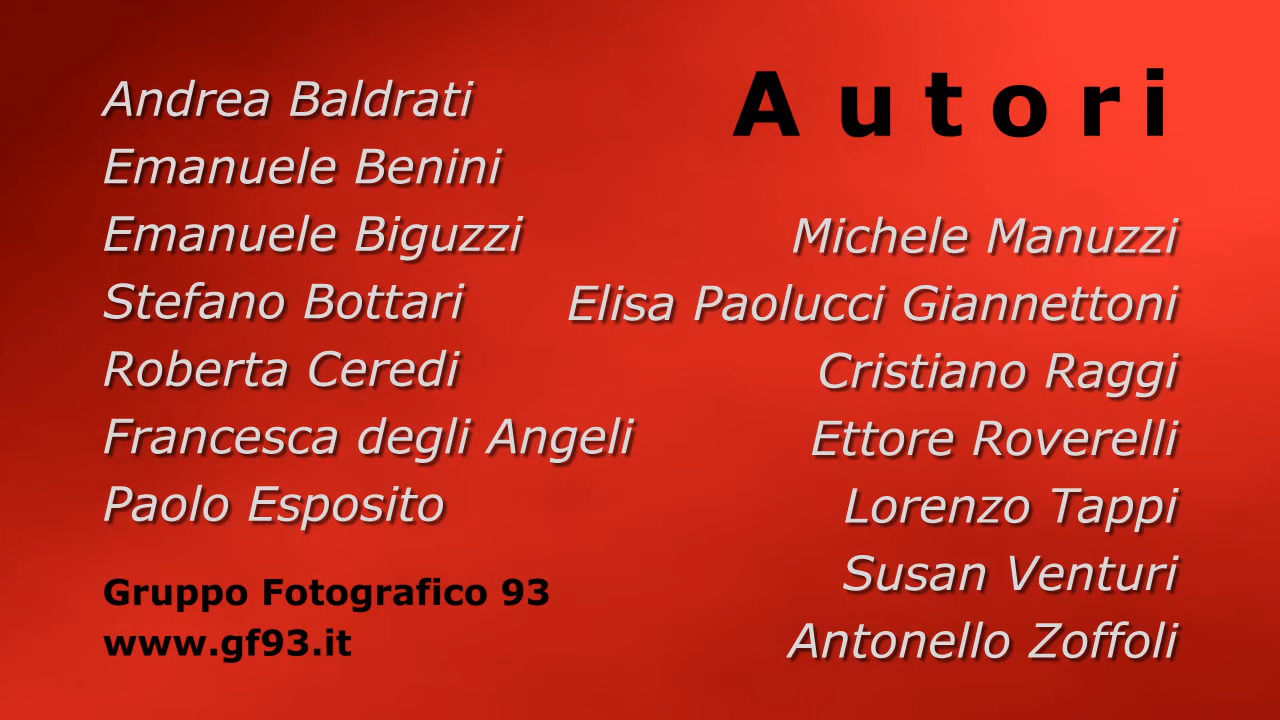 Autori
Andrea Baldrati
Emanuele Benini
Emanuele Biguzzi
Stefano Bottari
Roberta Ceredi
Francesca degli Angeli
Paolo Esposito
Michele Manuzzi
Elisa Paolucci Giannettoni
Cristiano Raggi
Ettore Roverelli
Lorenzo Tappi
Susan Venturi
Antonello Zoffoli
Gruppo Fotografico 93
www.gf93.it